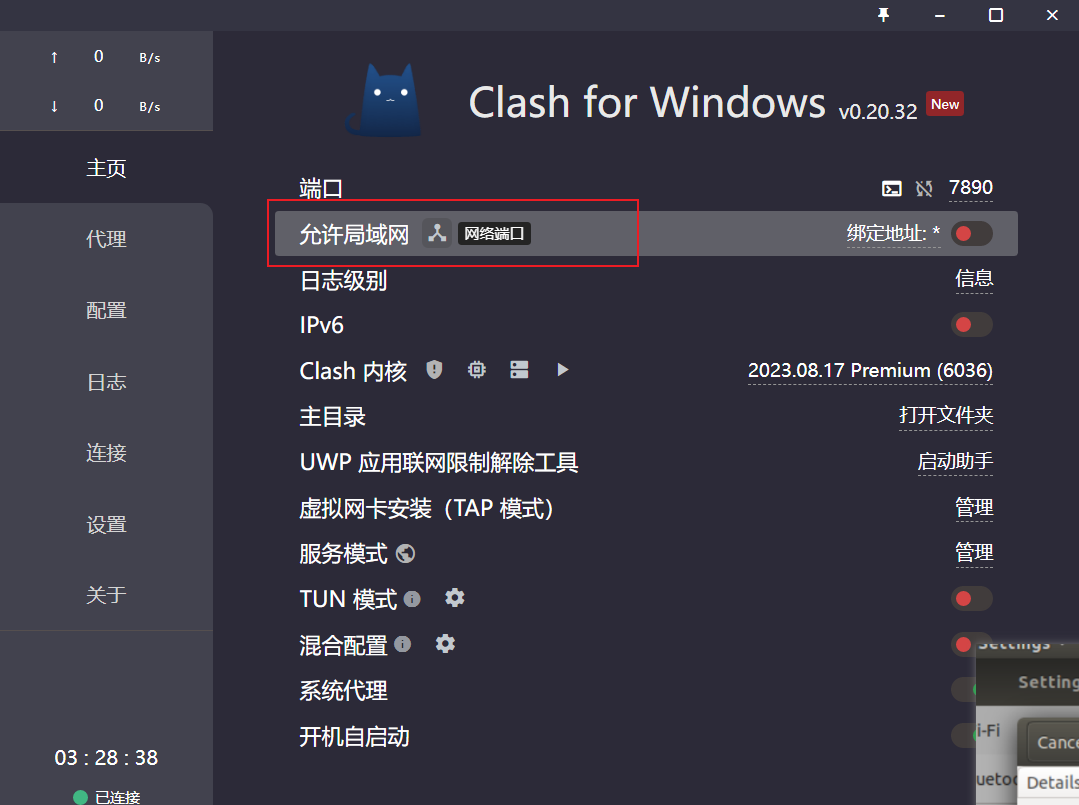 ↑ 0 B/s
↓ 0 B/s
主页
代理
配置
日志
连接
设置
关于
03 : 28 : 38
已连接
Clash for Windows v0.20.32 New
端口 7890
允许局域网 网络端口 绑定地址: *
日志级别 信息
IPv6
Clash 内核 2023.08.17 Premium (6036)
主目录 打开文件夹
UWP 应用联网限制解除工具 启动助手
虚拟网卡安装（TAP 模式） 管理
服务模式 管理
TUN 模式
混合配置
系统代理
开机自启动
Settings
Setting
i-Fi
Cance
uetoo
Details